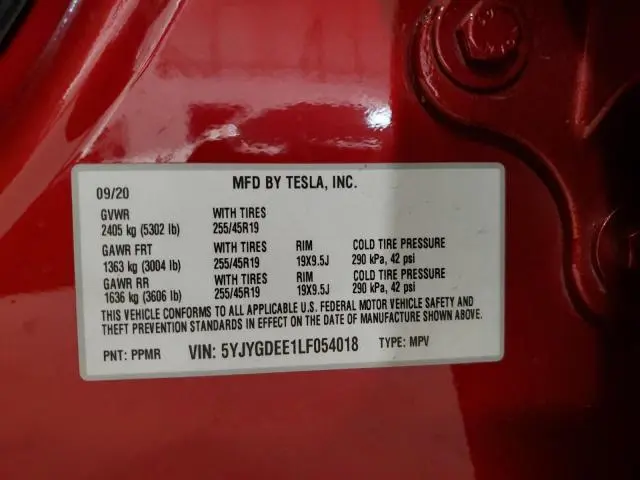 MFD BY TESLA, INC.
09/20
GVWR WITH TIRES
2405 kg (5302 lb) 255/45R19
GAWR FRT WITH TIRES RIM COLD TIRE PRESSURE
1363 kg (3004 lb) 255/45R19 19X9.5J 290 kPa, 42 psi
GAWR RR WITH TIRES RIM COLD TIRE PRESSURE
1636 kg (3606 lb) 255/45R19 19X9.5J 290 kPa, 42 psi
THIS VEHICLE CONFORMS TO ALL APPLICABLE U.S. FEDERAL MOTOR VEHICLE SAFETY AND
THEFT PREVENTION STANDARDS IN EFFECT ON THE DATE OF MANUFACTURE SHOWN ABOVE.
PNT: PPMR VIN: 5YJYGDEE1LF054018 TYPE: MPV